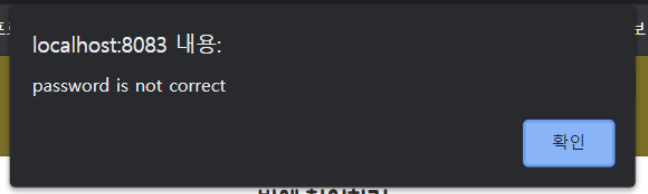 localhost:8083 내용:
password is not correct
확인